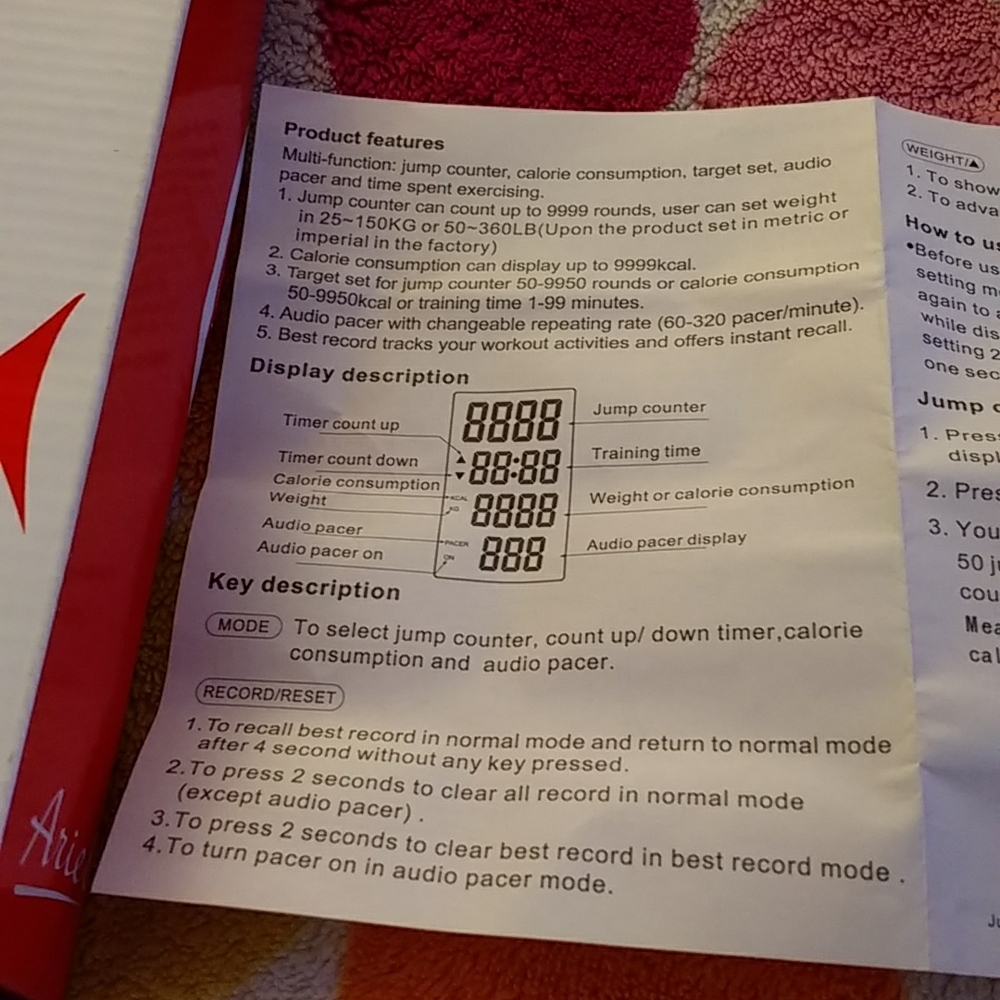 Product features
Multi-function: jump counter, calorie consumption, target set, audio
pacer and time spent exercising.
1. Jump counter can count up to 9999 rounds, user can set weight
in 25~150KG or 50~360LB(Upon the product set in metric or
imperial in the factory)
2. Calorie consumption can display up to 9999kcal.
3. Target set for jump counter 50-9950 rounds or calorie consumption
50-9950kcal or training time 1-99 minutes.
4. Audio pacer with changeable repeating rate (60-320 pacer/minute).
5. Best record tracks your workout activities and offers instant recall.
Display description
Timer count up
Timer count down
Calorie consumption
Weight
Audio pacer
Audio pacer on
8888
▲
▼ 88:88
KCAL
KG 8888
PACER
ON 888
Jump counter
Training time
Weight or calorie consumption
Audio pacer display
Key description
MODE To select jump counter, count up/ down timer,calorie
consumption and audio pacer.
RECORD/RESET
1. To recall best record in normal mode and return to normal mode
after 4 second without any key pressed.
2.To press 2 seconds to clear all record in normal mode
(except audio pacer) .
3.To press 2 seconds to clear best record in best record mode .
4.To turn pacer on in audio pacer mode.
WEIGHT/▲
1. To show
2. To adva
How to us
•Before us
setting m
again to a
while dis
setting 2
one sec
Jump c
1. Press
displ
2. Pres
3. You
50 ju
cou
Mea
cal
Ju
Arie